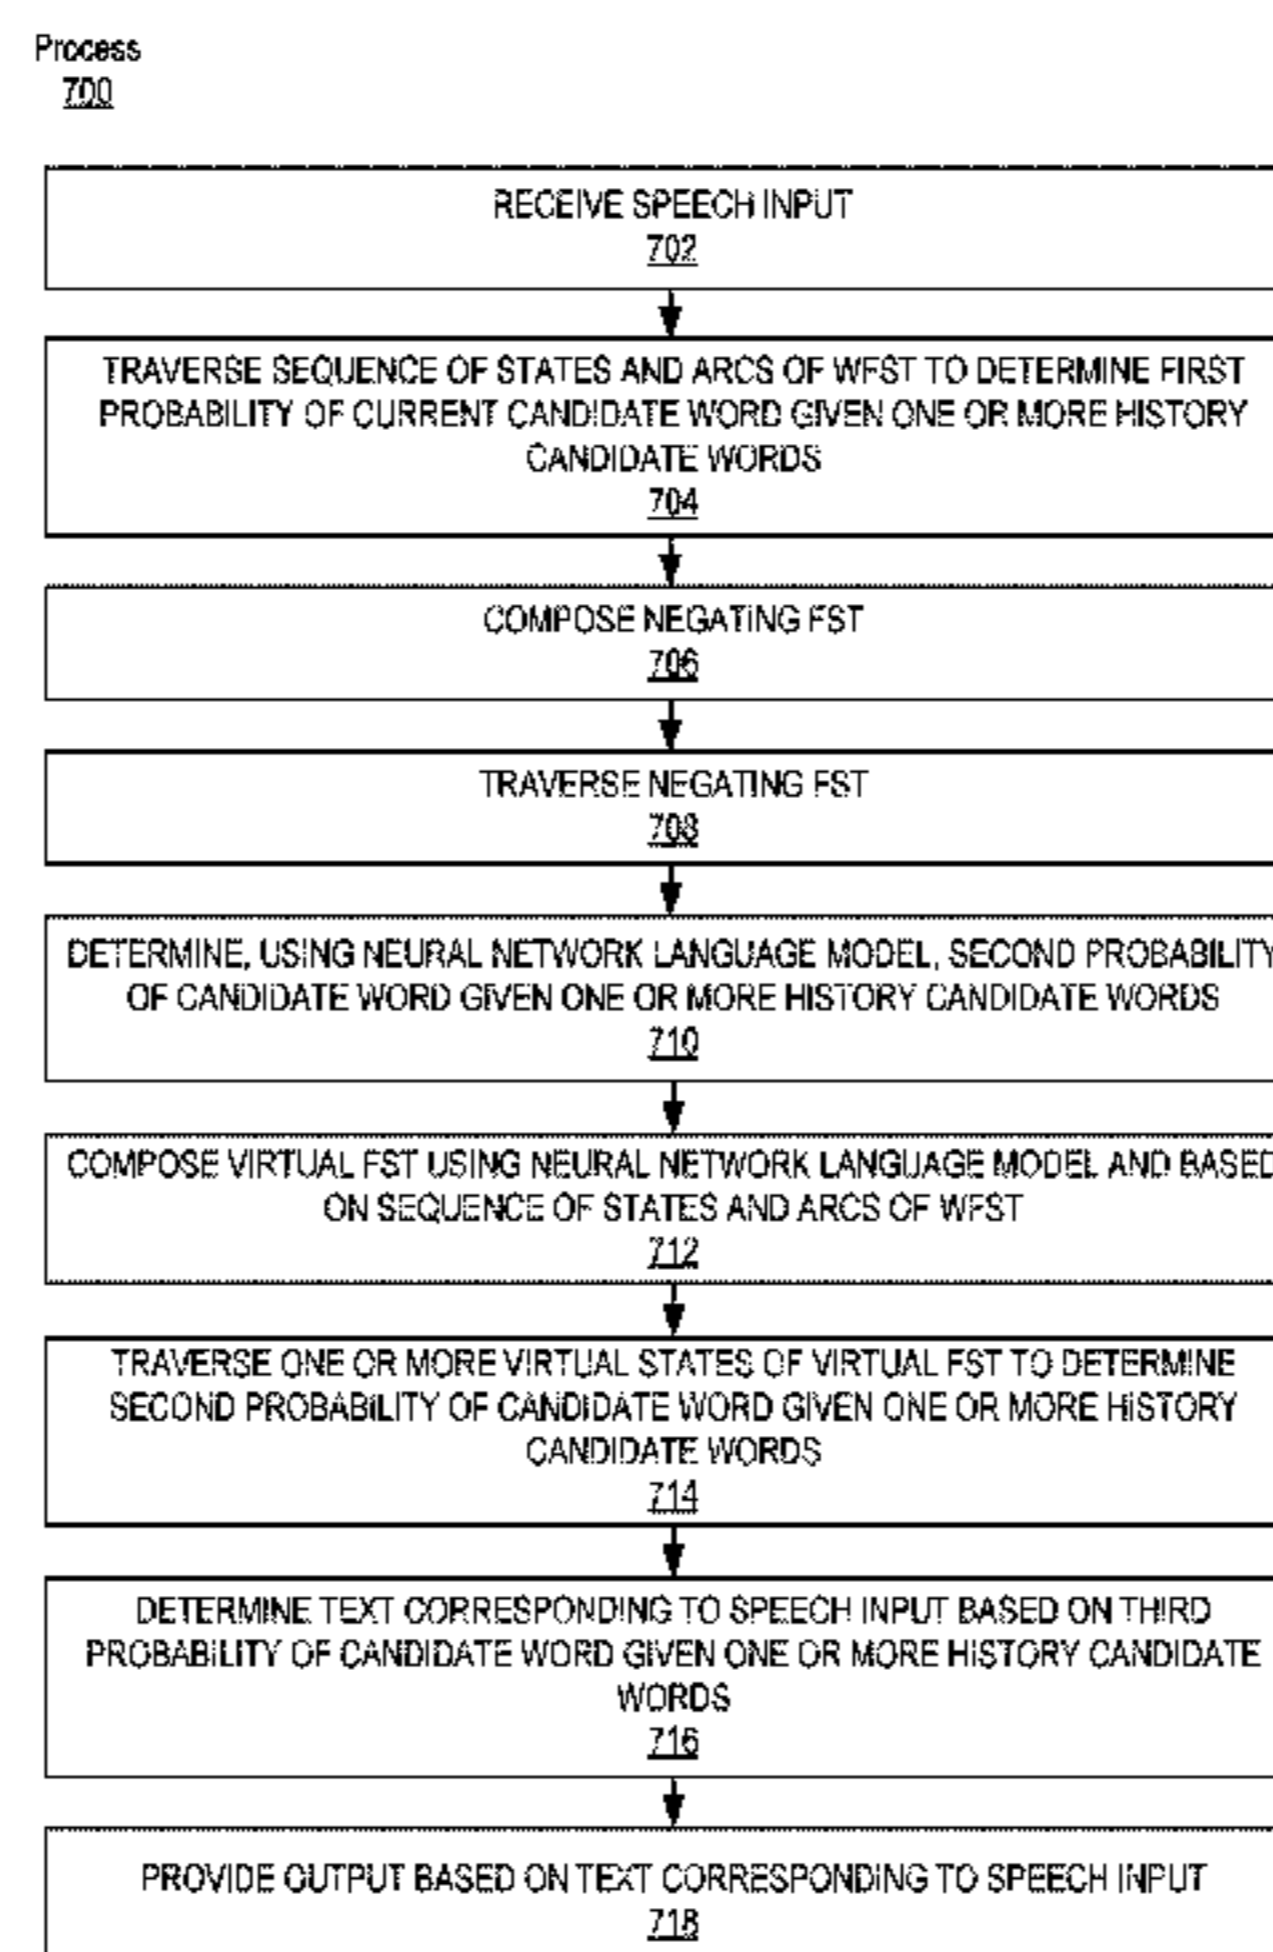 Process
700
RECEIVE SPEECH INPUT
702
TRAVERSE SEQUENCE OF STATES AND ARCS OF WFST TO DETERMINE FIRST
PROBABILITY OF CURRENT CANDIDATE WORD GIVEN ONE OR MORE HISTORY
CANDIDATE WORDS
704
COMPOSE NEGATING FST
706
TRAVERSE NEGATING FST
708
DETERMINE, USING NEURAL NETWORK LANGUAGE MODEL, SECOND PROBABILITY
OF CANDIDATE WORD GIVEN ONE OR MORE HISTORY CANDIDATE WORDS
710
COMPOSE VIRTUAL FST USING NEURAL NETWORK LANGUAGE MODEL AND BASED
ON SEQUENCE OF STATES AND ARCS OF WFST
712
TRAVERSE ONE OR MORE VIRTUAL STATES OF VIRTUAL FST TO DETERMINE
SECOND PROBABILITY OF CANDIDATE WORD GIVEN ONE OR MORE HISTORY
CANDIDATE WORDS
714
DETERMINE TEXT CORRESPONDING TO SPEECH INPUT BASED ON THIRD
PROBABILITY OF CANDIDATE WORD GIVEN ONE OR MORE HISTORY CANDIDATE
WORDS
716
PROVIDE OUTPUT BASED ON TEXT CORRESPONDING TO SPEECH INPUT
718